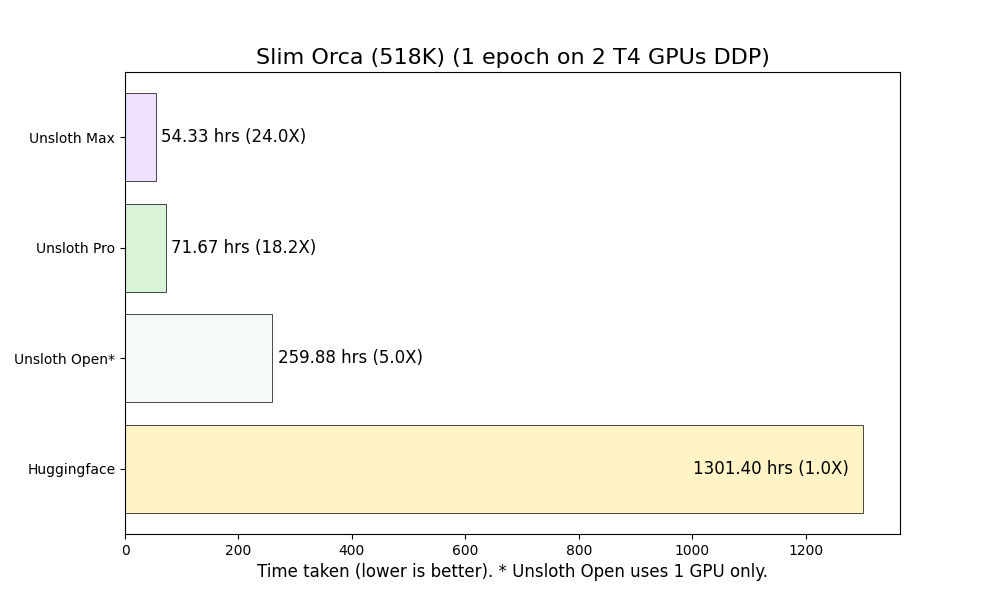 Slim Orca (518K) (1 epoch on 2 T4 GPUs DDP)
Unsloth Max
54.33 hrs (24.0X)
Unsloth Pro
71.67 hrs (18.2X)
Unsloth Open*
259.88 hrs (5.0X)
Huggingface
1301.40 hrs (1.0X)
0 200 400 600 800 1000 1200
Time taken (lower is better). * Unsloth Open uses 1 GPU only.